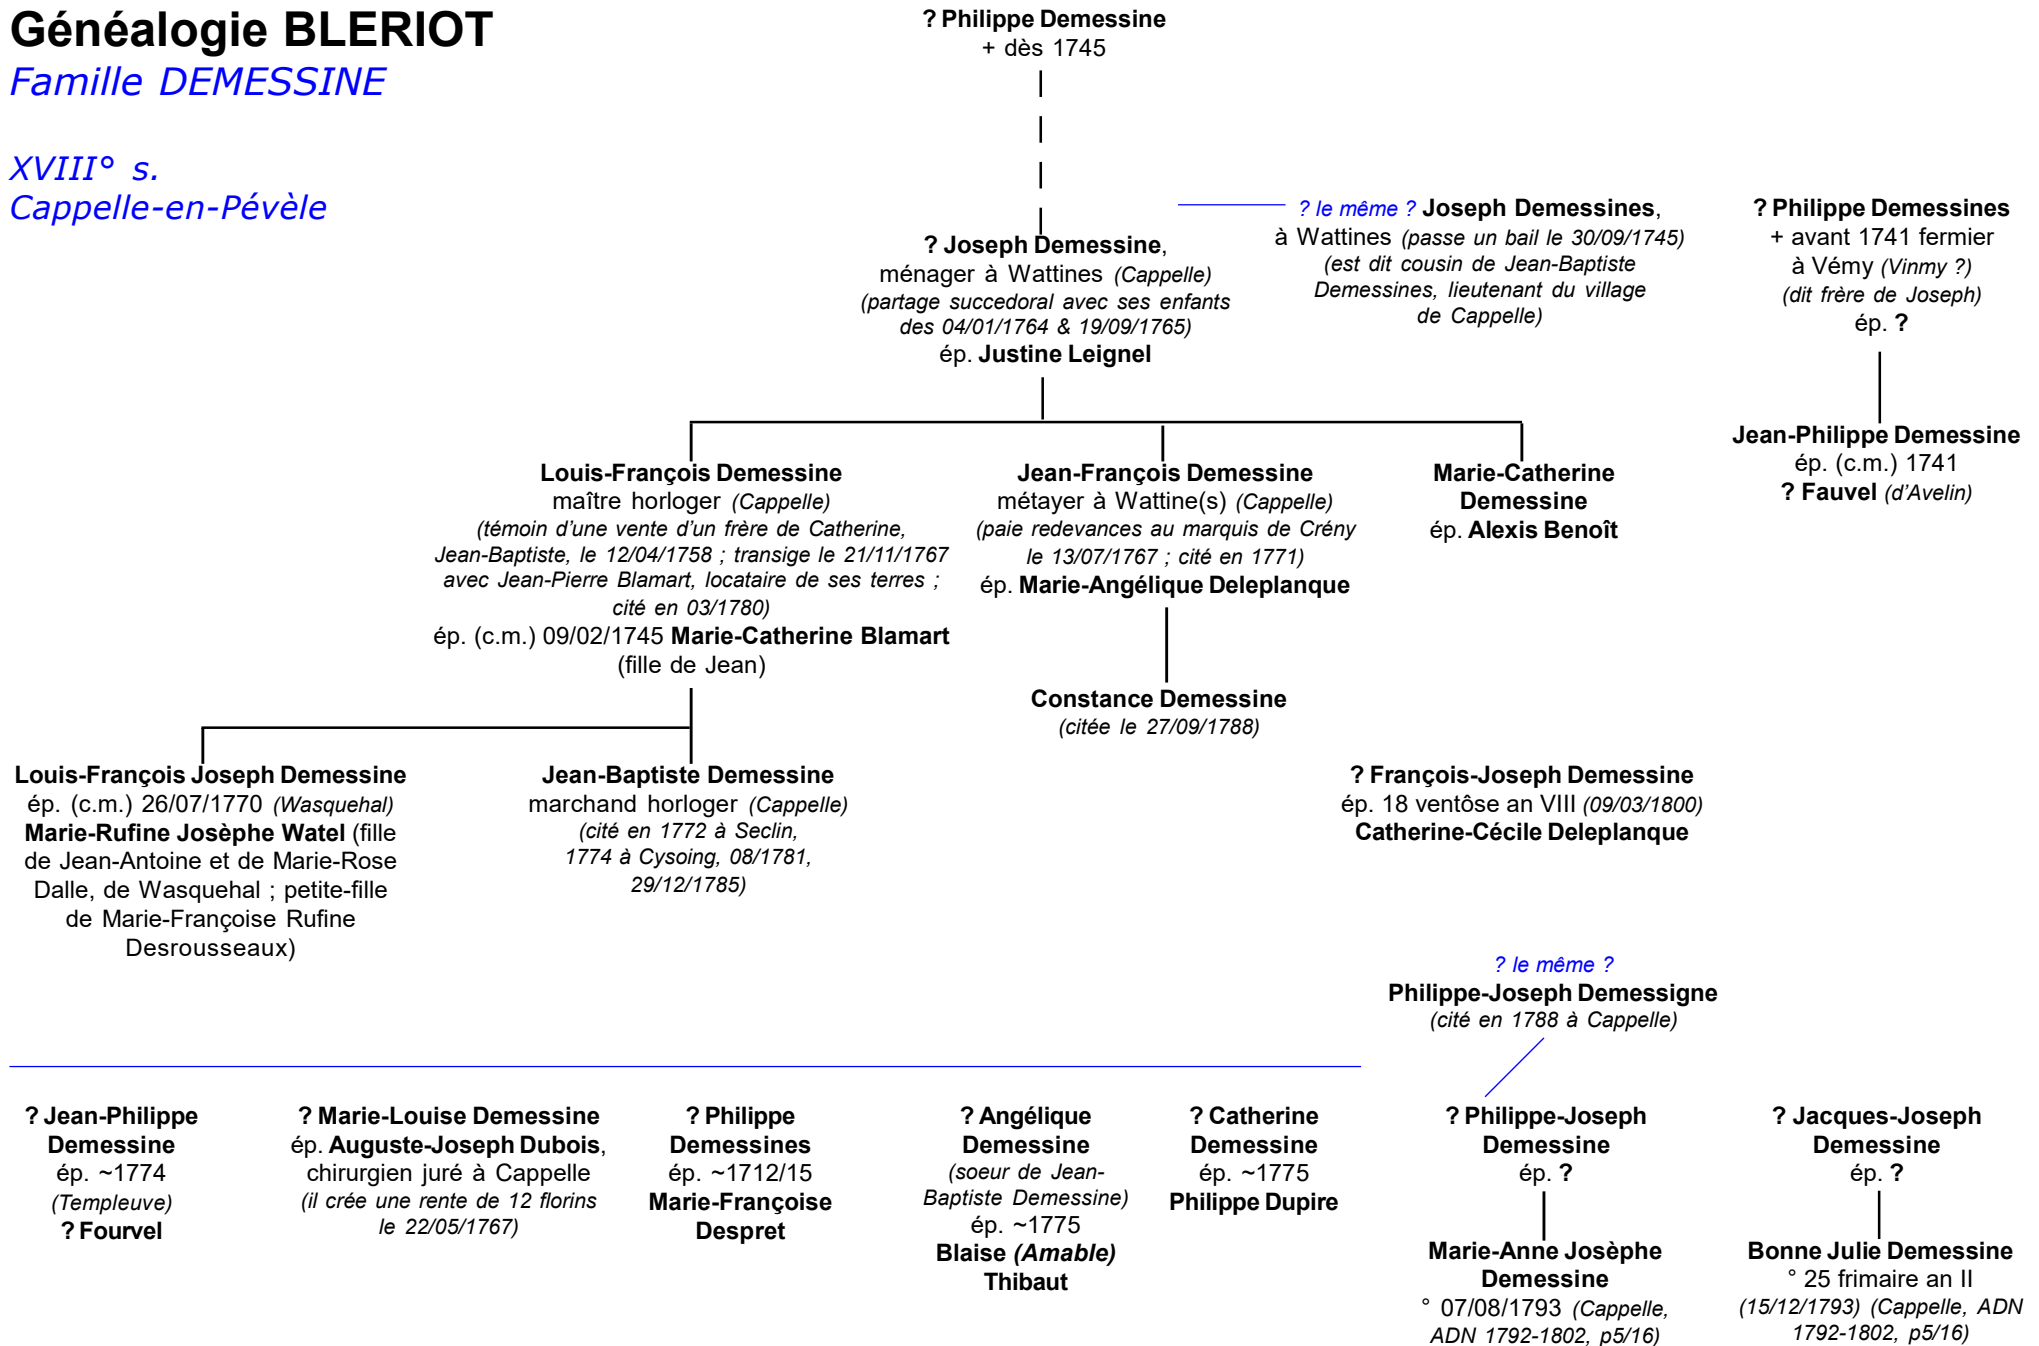 Généalogie BLERIOT
Famille DEMESSINE
XVIII° s.
Cappelle-en-Pévèle
? Philippe Demessine
+ dès 1745
? Joseph Demessine,
ménager à Wattines (Cappelle)
(partage succedoral avec ses enfants
des 04/01/1764 & 19/09/1765)
ép. Justine Leignel
? le même ? Joseph Demessines,
à Wattines (passe un bail le 30/09/1745)
(est dit cousin de Jean-Baptiste
Demessines, lieutenant du village
de Cappelle)
? Philippe Demessines
+ avant 1741 fermier
à Vémy (Vinmy ?)
(dit frère de Joseph)
ép. ?
Jean-Philippe Demessine
ép. (c.m.) 1741
? Fauvel (d'Avelin)
Louis-François Demessine
maître horloger (Cappelle)
(témoin d'une vente d'un frère de Catherine,
Jean-Baptiste, le 12/04/1758 ; transige le 21/11/1767
avec Jean-Pierre Blamart, locataire de ses terres ;
cité en 03/1780)
ép. (c.m.) 09/02/1745 Marie-Catherine Blamart
(fille de Jean)
Jean-François Demessine
métayer à Wattine(s) (Cappelle)
(paie redevances au marquis de Crény
le 13/07/1767 ; cité en 1771)
ép. Marie-Angélique Deleplanque
Marie-Catherine
Demessine
ép. Alexis Benoît
Constance Demessine
(citée le 27/09/1788)
Louis-François Joseph Demessine
ép. (c.m.) 26/07/1770 (Wasquehal)
Marie-Rufine Josèphe Watel (fille
de Jean-Antoine et de Marie-Rose
Dalle, de Wasquehal ; petite-fille
de Marie-Françoise Rufine
Desrousseaux)
Jean-Baptiste Demessine
marchand horloger (Cappelle)
(cité en 1772 à Seclin,
1774 à Cysoing, 08/1781,
29/12/1785)
? François-Joseph Demessine
ép. 18 ventôse an VIII (09/03/1800)
Catherine-Cécile Deleplanque
? le même ?
Philippe-Joseph Demessigne
(cité en 1788 à Cappelle)
? Jean-Philippe
Demessine
ép. ~1774
(Templeuve)
? Fourvel
? Marie-Louise Demessine
ép. Auguste-Joseph Dubois,
chirurgien juré à Cappelle
(il crée une rente de 12 florins
le 22/05/1767)
? Philippe
Demessines
ép. ~1712/15
Marie-Françoise
Despret
? Angélique
Demessine
(soeur de Jean-
Baptiste Demessine)
ép. ~1775
Blaise (Amable)
Thibaut
? Catherine
Demessine
ép. ~1775
Philippe Dupire
? Philippe-Joseph
Demessine
ép. ?
Marie-Anne Josèphe
Demessine
° 07/08/1793 (Cappelle,
ADN 1792-1802, p5/16)
? Jacques-Joseph
Demessine
ép. ?
Bonne Julie Demessine
° 25 frimaire an II
(15/12/1793) (Cappelle, ADN
1792-1802, p5/16)